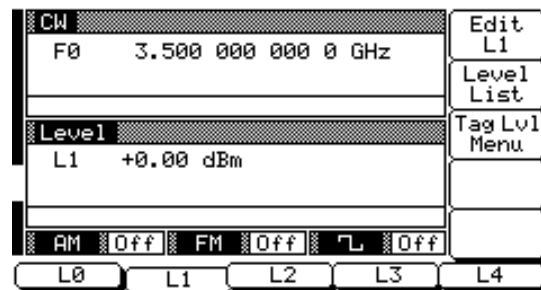 CW
F0 3.500 000 000 0 GHz
Level
L1 +0.00 dBm
AM Off FM Off Off
L0 L1 L2 L3 L4
Edit
L1
Level
List
Tag Lvl
Menu